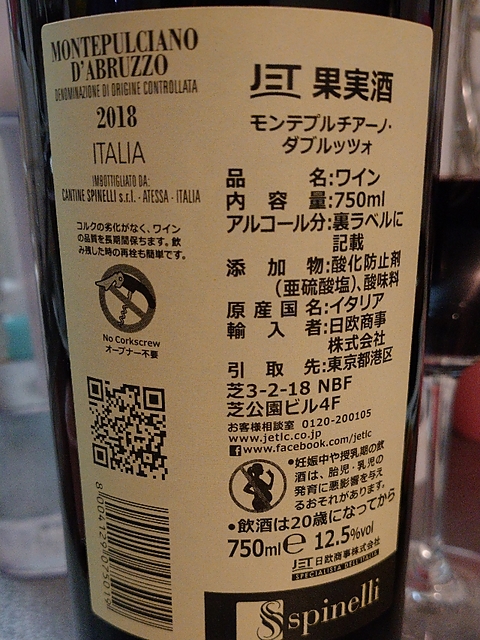 MONTEPULCIANO
D'ABRUZZO
DENOMINAZIONE DI ORIGINE CONTROLLATA
2018
ITALIA
IMBOTTIGLIATO DA:
CANTINE SPINELLI s.r.l. - ATESSA - ITALIA
コルクの劣化がなく、ワイン
の品質を長期間保ちます。飲
み残した時の再栓も簡単です。
No Corkscrew
オープナー不要
JET 果実酒
モンテプルチアーノ・
ダブルッツォ
品名:ワイン
内容量:750ml
アルコール分:裏ラベルに
記載
添加物:酸化防止剤
(亜硫酸塩)、酸味料
原産国名:イタリア
輸入者:日欧商事
株式会社
引取先:東京都港区
芝3-2-18 NBF
芝公園ビル4F
お客様相談室 0120-200105
www.jetlc.co.jp
www.facebook.com/jetlc
•妊娠中や授乳期の飲
酒は、胎児・乳児の
発育に悪影響を与え
るおそれがあります。
•飲酒は20歳になってから
750ml e 12.5%vol
JET 日欧商事株式会社
SPECIALISTA DELL'ITALIA
spinelli